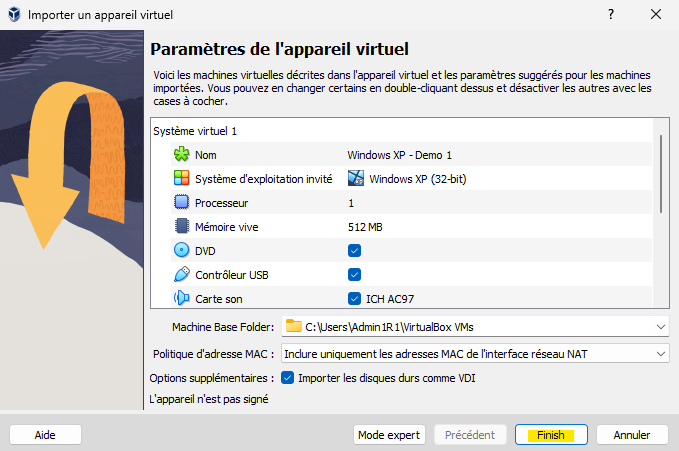 Importer un appareil virtuel
Paramètres de l'appareil virtuel
Voici les machines virtuelles décrites dans l'appareil virtuel et les paramètres suggérés pour les machines
importées. Vous pouvez en changer certains en double-cliquant dessus et désactiver les autres avec les
cases à cocher.
Système virtuel 1
Nom Windows XP - Demo 1
Système d'exploitation invité Windows XP (32-bit)
Processeur 1
Mémoire vive 512 MB
DVD
Contrôleur USB
Carte son ICH AC97
Machine Base Folder: C:\Users\Admin1R1\VirtualBox VMs
Politique d'adresse MAC : Inclure uniquement les adresses MAC de l'interface réseau NAT
Options supplémentaires : Importer les disques durs comme VDI
L'appareil n'est pas signé
Aide Mode expert Précédent Finish Annuler